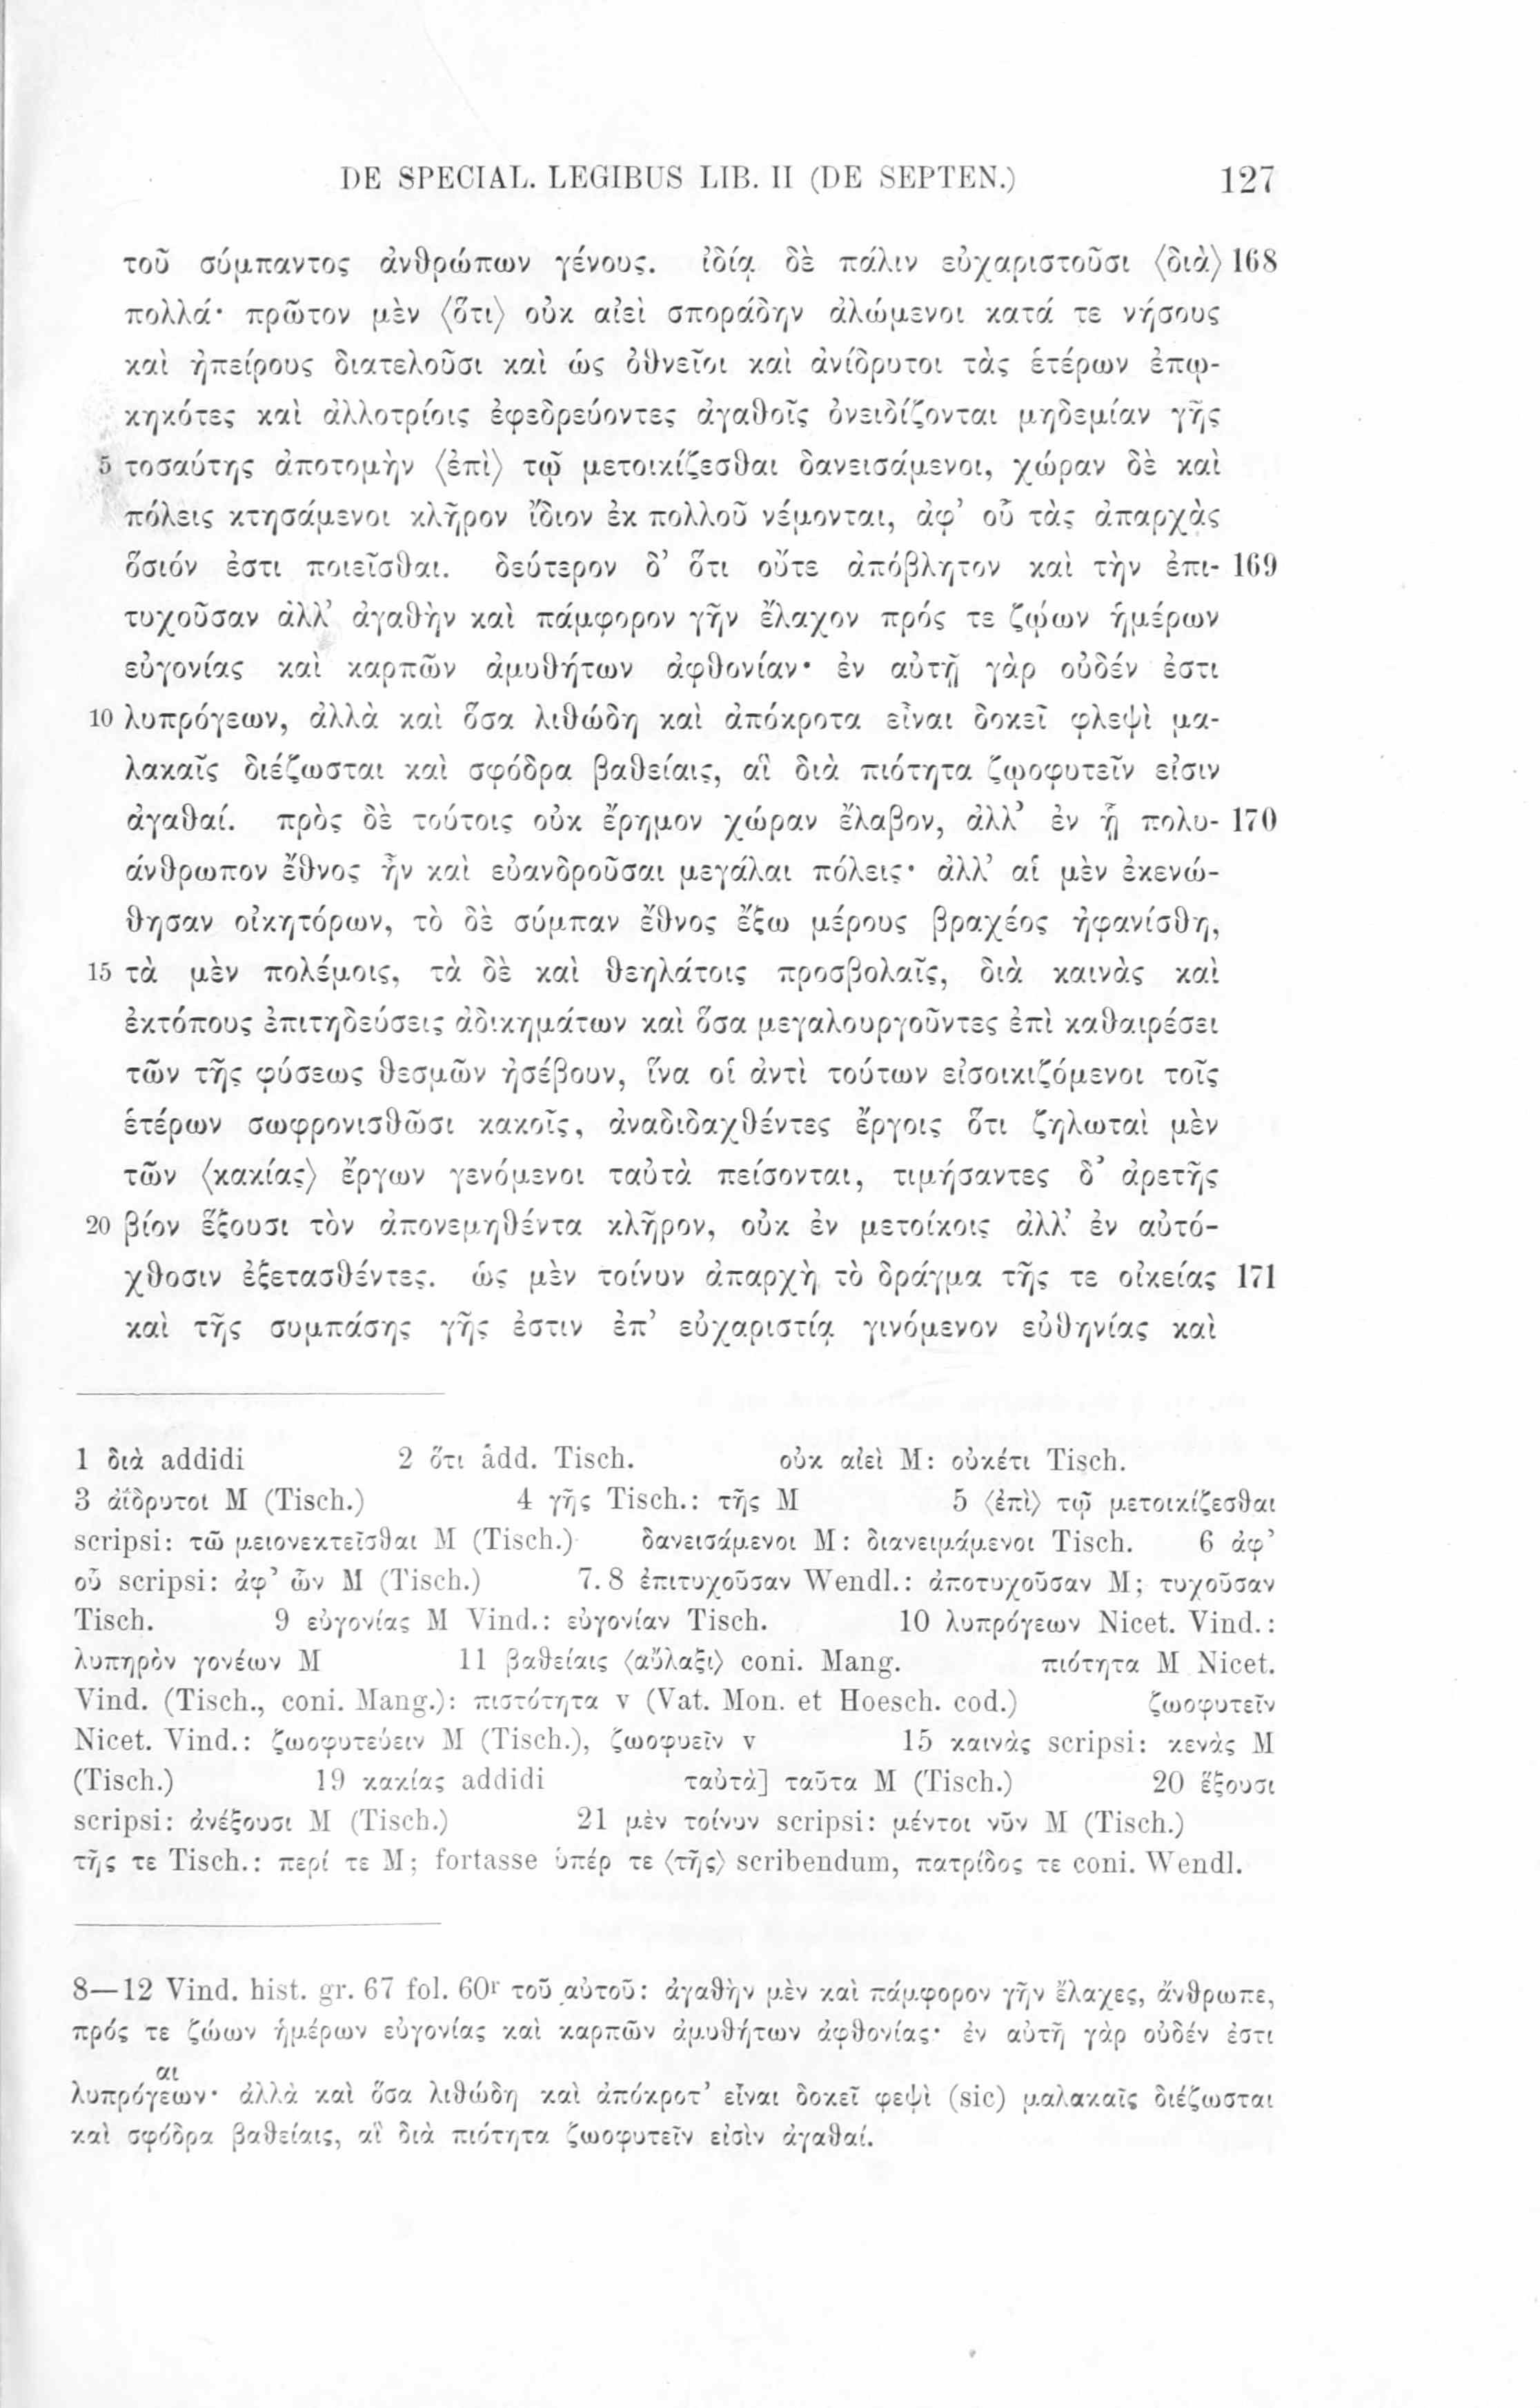 DE SPECIAL. LEGIBUS LIB. II (DE SEPTEN.) 127
τοῦ σύμπαντος ἀνθρώπων γένους. ἰδίᾳ δὲ πάλιν εὐχαριστοῦσι ⟨διὰ⟩ 168
πολλά· πρῶτον μὲν ⟨ὅτι⟩ οὐκ αἰεὶ σποράδην ἀλώμενοι κατά τε νήσους
καὶ ἠπείρους διατελοῦσι καὶ ὡς ὀθνεῖοι καὶ ἀνίδρυτοι τὰς ἑτέρων ἐπῳ-
κηκότες καὶ ἀλλοτρίοις ἐφεδρεύοντες ἀγαθοῖς ὀνειδίζονται μηδεμίαν γῆς
5 τοσαύτης ἀποτομὴν ⟨ἐπὶ⟩ τῷ μετοικίζεσθαι δανεισάμενοι, χώραν δὲ καὶ
πόλεις κτησάμενοι κλῆρον ἴδιον ἐκ πολλοῦ νέμονται, ἀφ’ οὗ τὰς ἀπαρχὰς
ὅσιόν ἐστι ποιεῖσθαι. δεύτερον δ’ ὅτι οὔτε ἀπόβλητον καὶ τὴν ἐπι- 169
τυχοῦσαν ἀλλ’ ἀγαθὴν καὶ πάμφορον γῆν ἔλαχον πρός τε ζῴων ἡμέρων
εὐγονίας καὶ καρπῶν ἀμυθήτων ἀφθονίαν· ἐν αὐτῇ γὰρ οὐδέν ἐστι
10 λυπρόγεων, ἀλλὰ καὶ ὅσα λιθώδη καὶ ἀπόκροτα εἶναι δοκεῖ φλεψὶ μα-
λακαῖς διέζωσται καὶ σφόδρα βαθείαις, αἳ διὰ πιότητα ζῳοφυτεῖν εἰσιν
ἀγαθαί. πρὸς δὲ τούτοις οὐκ ἔρημον χώραν ἔλαβον, ἀλλ’ ἐν ᾗ πολυ- 170
άνθρωπον ἔθνος ἦν καὶ εὐανδροῦσαι μεγάλαι πόλεις· ἀλλ’ αἱ μὲν ἐκενώ-
θησαν οἰκητόρων, τὸ δὲ σύμπαν ἔθνος ἔξω μέρους βραχέος ἠφανίσθη,
15 τὰ μὲν πολέμοις, τὰ δὲ καὶ θεηλάτοις προσβολαῖς, διὰ καινὰς καὶ
ἐκτόπους ἐπιτηδεύσεις ἀδικημάτων καὶ ὅσα μεγαλουργοῦντες ἐπὶ καθαιρέσει
τῶν τῆς φύσεως θεσμῶν ἠσέβουν, ἵνα οἱ ἀντὶ τούτων εἰσοικιζόμενοι τοῖς
ἑτέρων σωφρονισθῶσι κακοῖς, ἀναδιδαχθέντες ἔργοις ὅτι ζηλωταὶ μὲν
τῶν ⟨κακίας⟩ ἔργων γενόμενοι ταὐτὰ πείσονται, τιμήσαντες δ’ ἀρετῆς
20 βίον ἕξουσι τὸν ἀπονεμηθέντα κλῆρον, οὐκ ἐν μετοίκοις ἀλλ’ ἐν αὐτό-
χθοσιν ἐξετασθέντες. ὡς μὲν τοίνυν ἀπαρχὴ τὸ δράγμα τῆς τε οἰκείας 171
καὶ τῆς συμπάσης γῆς ἐστιν ἐπ’ εὐχαριστίᾳ γινόμενον εὐθηνίας καὶ
1 διὰ addidi 2 ὅτι add. Tisch. οὐκ αἰεὶ M: οὐκέτι Tisch.
3 ἀΐδρυτοι M (Tisch.) 4 γῆς Tisch.: τῆς M 5 ⟨ἐπὶ⟩ τῷ μετοικίζεσθαι
scripsi: τῶ μειονεκτεῖσθαι M (Tisch.) δανεισάμενοι M: διανειμάμενοι Tisch. 6 ἀφ’
οὗ scripsi: ἀφ’ ὧν M (Tisch.) 7. 8 ἐπιτυχοῦσαν Wendl.: ἀποτυχοῦσαν M; τυχοῦσαν
Tisch. 9 εὐγονίας M Vind.: εὐγονίαν Tisch. 10 λυπρόγεων Nicet. Vind.:
λυπηρὸν γονέων M 11 βαθείαις ⟨αὔλαξι⟩ coni. Mang. πιότητα M Nicet.
Vind. (Tisch., coni. Mang.): πιστότητα v (Vat. Mon. et Hoesch. cod.) ζωοφυτεῖν
Nicet. Vind.: ζωοφυτεύειν M (Tisch.), ζωοφυεῖν v 15 καινὰς scripsi: κενὰς M
(Tisch.) 19 κακίας addidi ταὐτὰ] ταῦτα M (Tisch.) 20 ἕξουσι
scripsi: ἀνέξουσι M (Tisch.) 21 μὲν τοίνυν scripsi: μέντοι νῦν M (Tisch.)
τῆς τε Tisch.: περί τε M; fortasse ὑπέρ τε ⟨τῆς⟩ scribendum, πατρίδος τε coni. Wendl.
8—12 Vind. hist. gr. 67 fol. 60r τοῦ αὐτοῦ: ἀγαθὴν μὲν καὶ πάμφορον γῆν ἔλαχες, ἄνθρωπε,
πρός τε ζώων ἡμέρων εὐγονίας καὶ καρπῶν ἀμυθήτων ἀφθονίας· ἐν αὐτῆ γὰρ οὐδέν ἐστι
αι
λυπρόγεων· ἀλλὰ καὶ ὅσα λιθώδη καὶ ἀπόκροτ’ εἶναι δοκεῖ φεψὶ (sic) μαλακαῖς διέζωσται
καὶ σφόδρα βαθείαις, αἳ διὰ πιότητα ζωοφυτεῖν εἰσὶν ἀγαθαί.